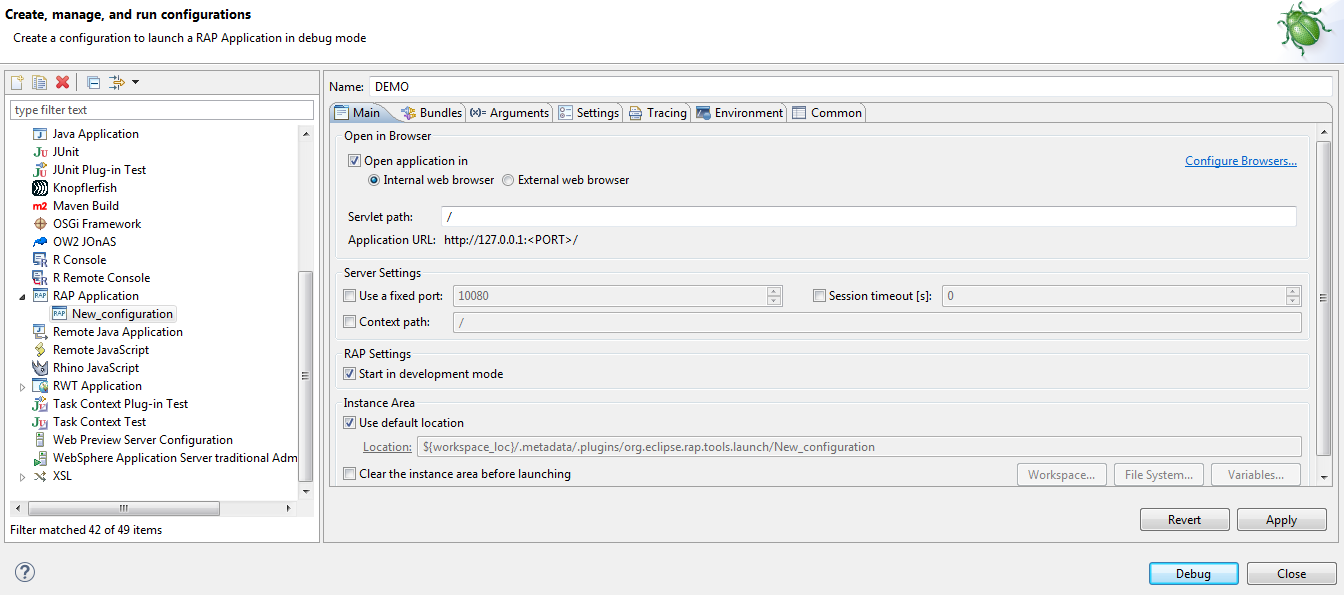 Create, manage, and run configurations
Create a configuration to launch a RAP Application in debug mode
type filter text
Java Application
JUnit
JUnit Plug-in Test
Knopflerfish
Maven Build
OSGi Framework
OW2 JOnAS
R Console
R Remote Console
RAP Application
New_configuration
Remote Java Application
Remote JavaScript
Rhino JavaScript
RWT Application
Task Context Plug-in Test
Task Context Test
Web Preview Server Configuration
WebSphere Application Server traditional Adm
XSL
Filter matched 42 of 49 items
Name: DEMO
Main Bundles (x)= Arguments Settings Tracing Environment Common
Open in Browser
Open application in Configure Browsers...
Internal web browser External web browser
Servlet path: /
Application URL: http://127.0.0.1:<PORT>/
Server Settings
Use a fixed port: 10080 Session timeout [s]: 0
Context path: /
RAP Settings
Start in development mode
Instance Area
Use default location
Location: ${workspace_loc}/.metadata/.plugins/org.eclipse.rap.tools.launch/New_configuration
Clear the instance area before launching Workspace... File System... Variables...
Revert Apply
Debug Close